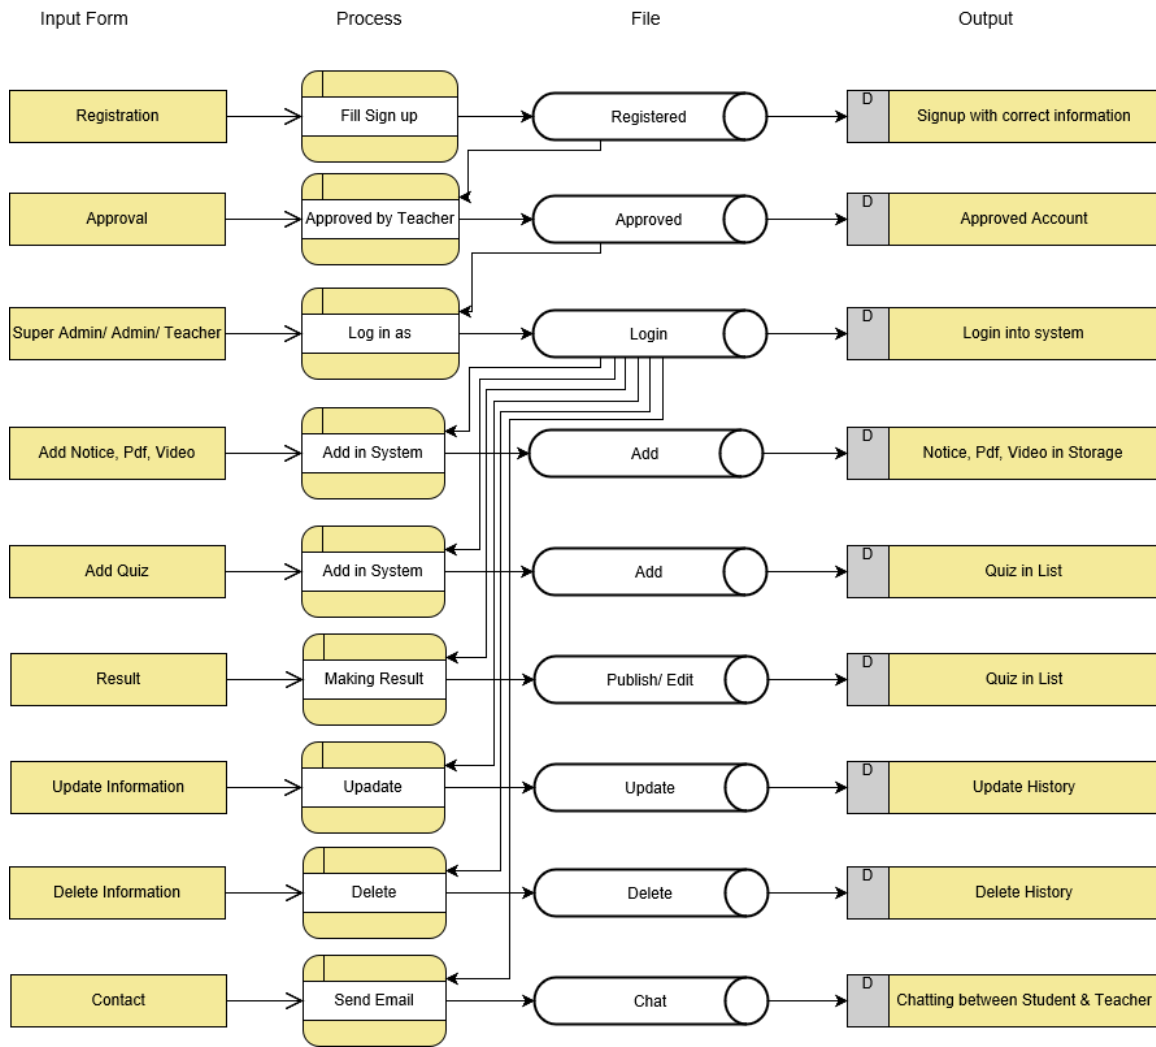 Input Form Process File Output
Registration Fill Sign up Registered D Signup with correct information
Approval Approved by Teacher Approved D Approved Account
Super Admin/ Admin/ Teacher Log in as Login D Login into system
Add Notice, Pdf, Video Add in System Add D Notice, Pdf, Video in Storage
Add Quiz Add in System Add D Quiz in List
Result Making Result Publish/ Edit D Quiz in List
Update Information Upadate Update D Update History
Delete Information Delete Delete D Delete History
Contact Send Email Chat D Chatting between Student & Teacher